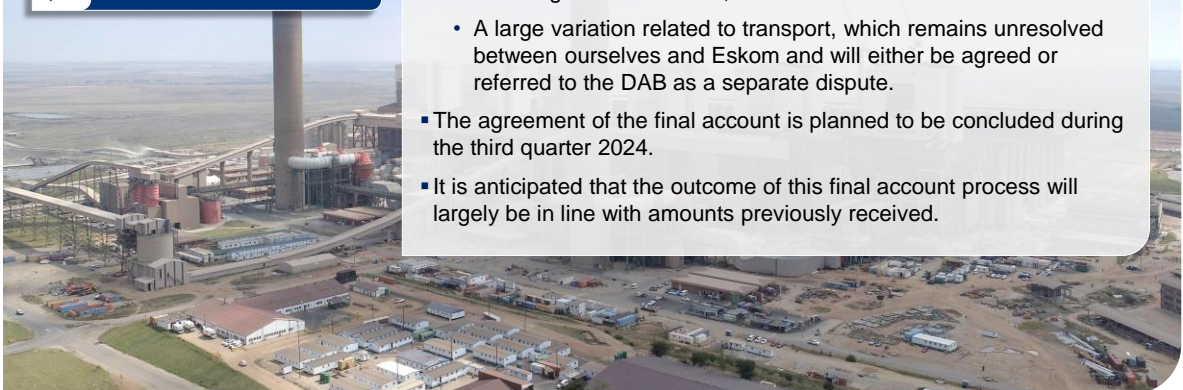 • A large variation related to transport, which remains unresolved
between ourselves and Eskom and will either be agreed or
referred to the DAB as a separate dispute.
▪ The agreement of the final account is planned to be concluded during
the third quarter 2024.
▪ It is anticipated that the outcome of this final account process will
largely be in line with amounts previously received.